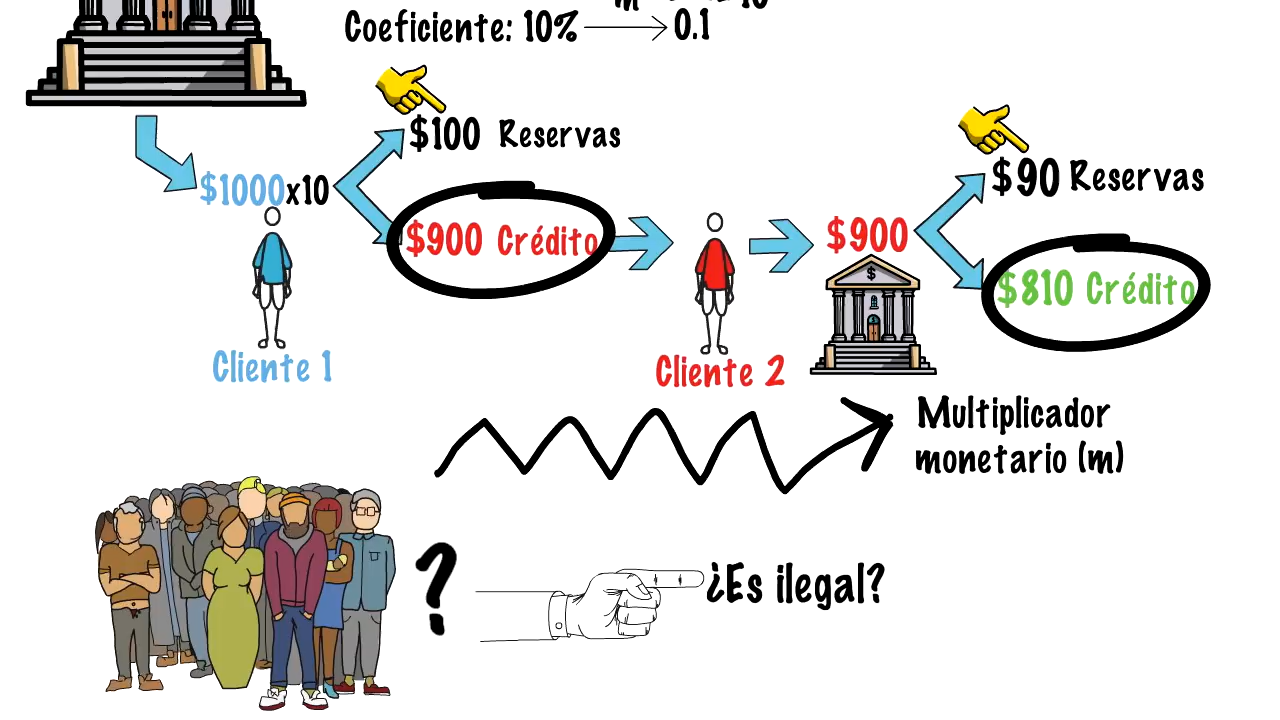 Coeficiente: 10% → 0.1
$100 Reservas
$1000x10
$900 Crédito
Cliente 1
Cliente 2
$900
$
$90 Reservas
$810 Crédito
Multiplicador
monetario (m)
?
¿Es ilegal?